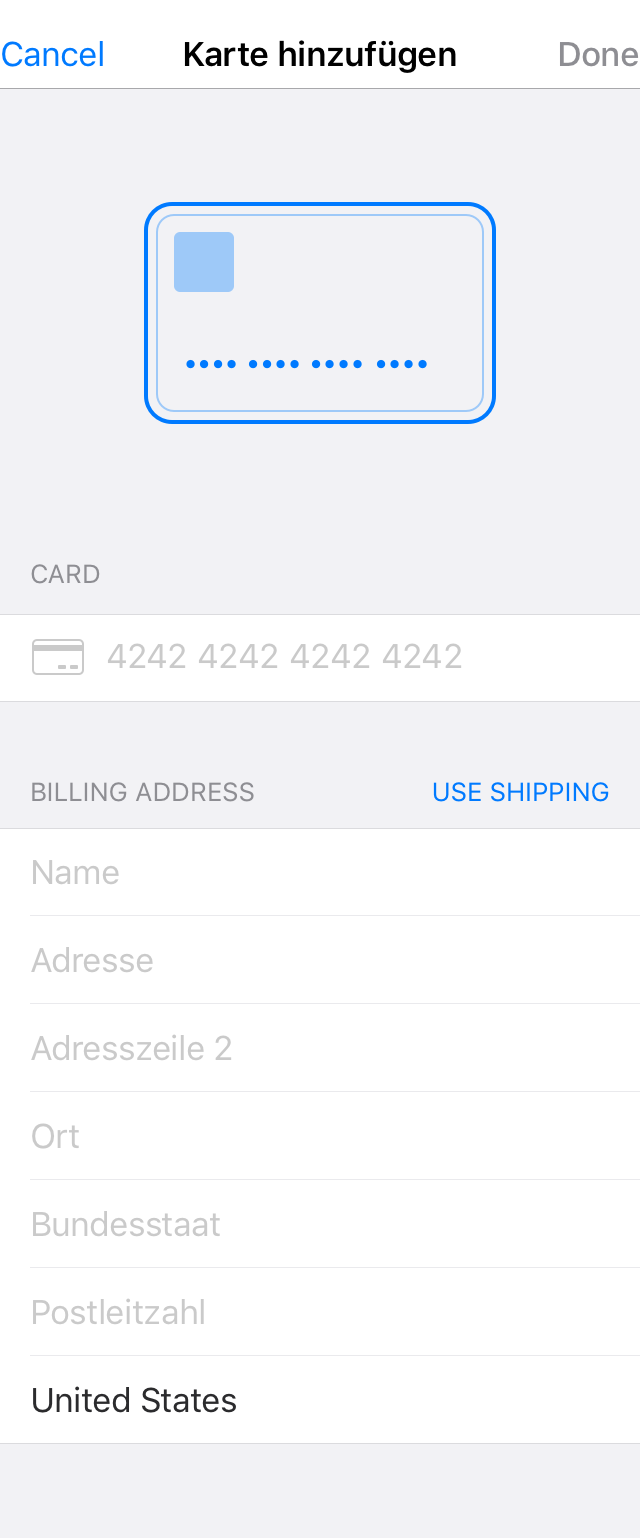 Cancel Karte hinzufügen Done
•••• •••• •••• ••••
CARD
4242 4242 4242 4242
BILLING ADDRESS USE SHIPPING
Name
Adresse
Adresszeile 2
Ort
Bundesstaat
Postleitzahl
United States